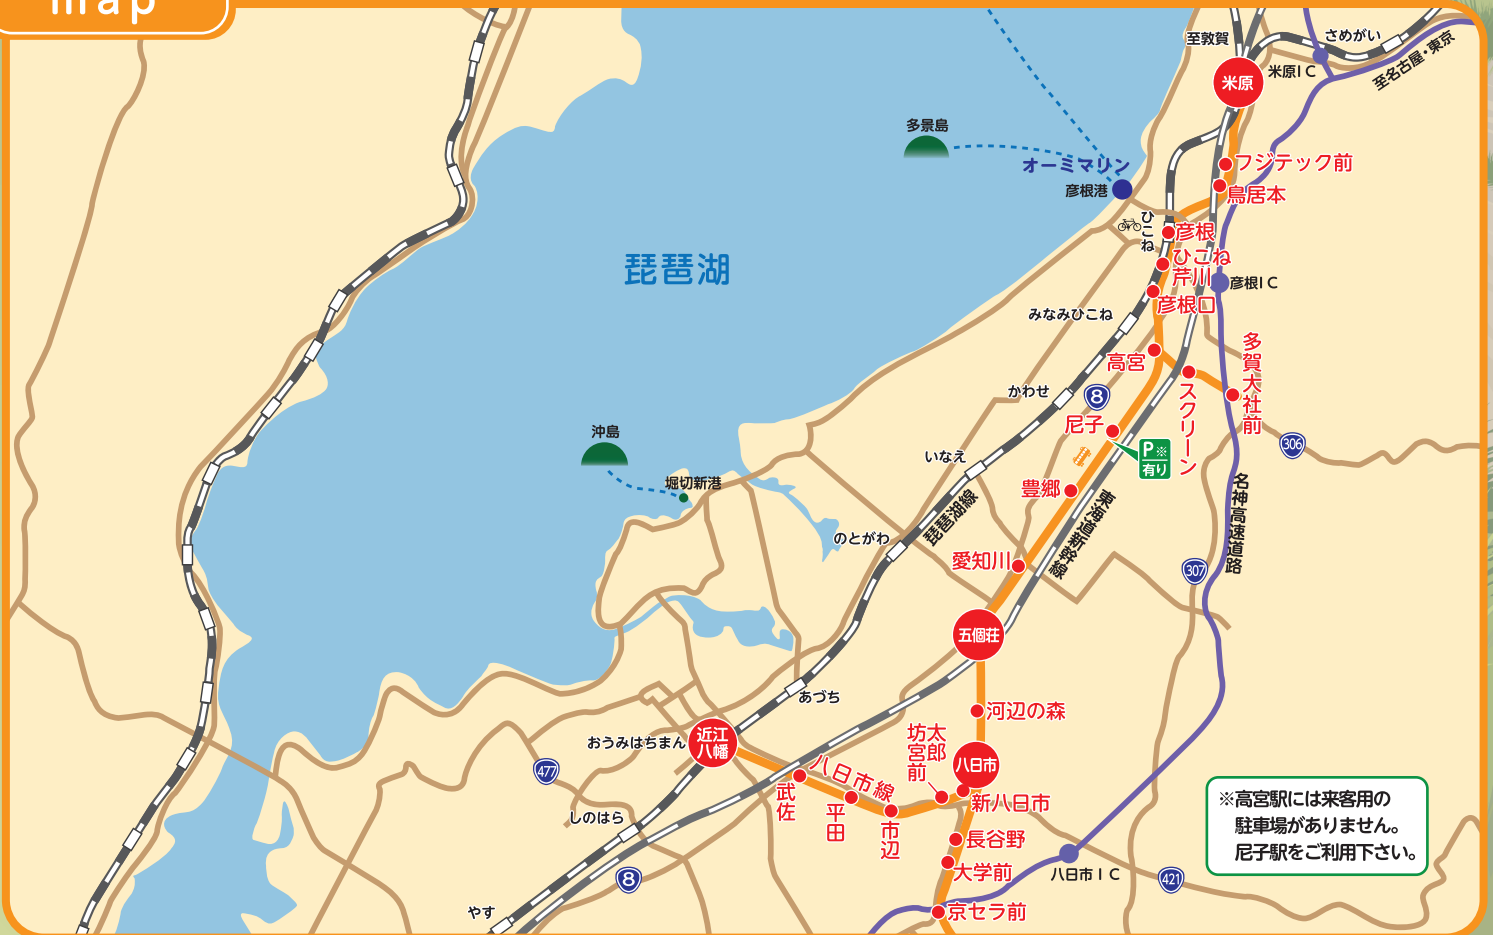 map
至敦賀
さめがい
米原
米原IC
至名古屋・東京
多景島
オーミマリン
彦根港
フジテック前
鳥居本
ひこね
彦根
ひこね
芹川
彦根IC
彦根口
琵琶湖
みなみひこね
高宮
多賀大社前
スクリーン
かわせ
8
尼子
P※
有り
306
沖島
堀切新港
いなえ
豊郷
琵琶湖線
東海道新幹線
名神高速道路
のとがわ
愛知川
307
五個荘
あづち
河辺の森
おうみはちまん
近江
八幡
太郎
坊宮前
八日市
477
八日市線
武佐
平田
市辺
新八日市
しのはら
長谷野
大学前
八日市IC
8
421
やす
京セラ前
※高宮駅には来客用の
駐車場がありません。
尼子駅をご利用下さい。